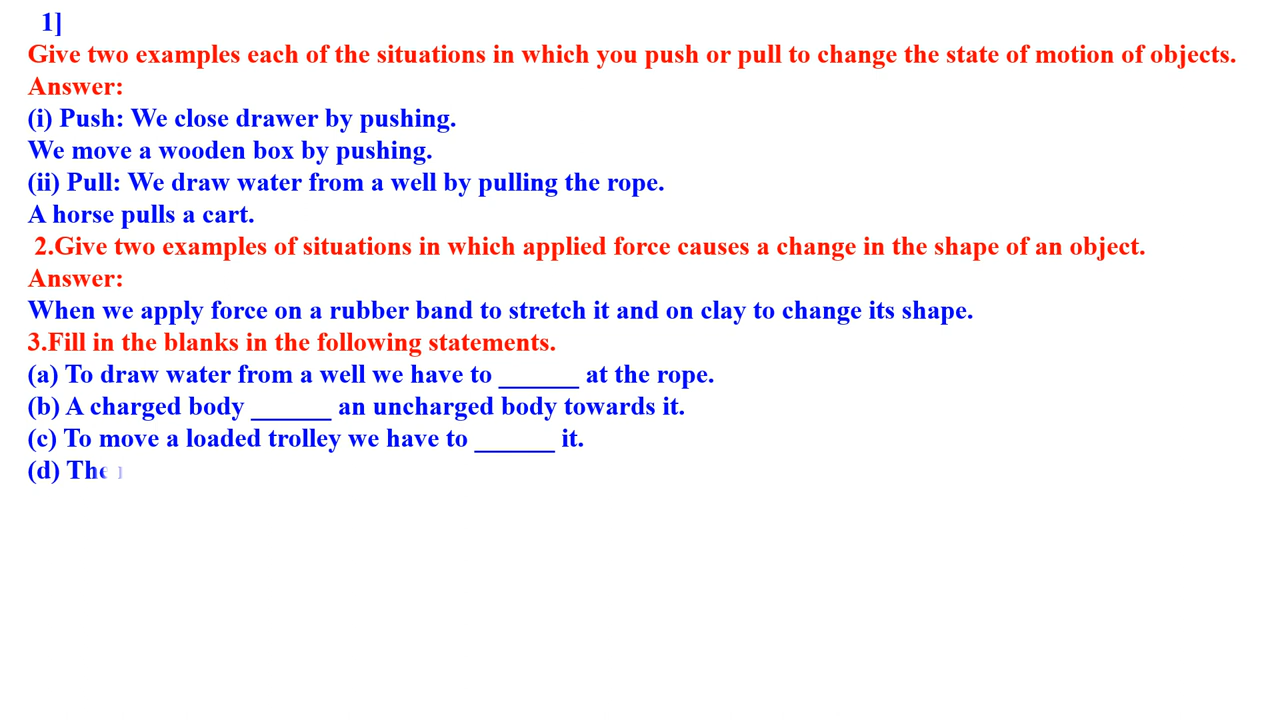 1]
Give two examples each of the situations in which you push or pull to change the state of motion of objects.
Answer:
(i) Push: We close drawer by pushing.
We move a wooden box by pushing.
(ii) Pull: We draw water from a well by pulling the rope.
A horse pulls a cart.
2.Give two examples of situations in which applied force causes a change in the shape of an object.
Answer:
When we apply force on a rubber band to stretch it and on clay to change its shape.
3.Fill in the blanks in the following statements.
(a) To draw water from a well we have to ______ at the rope.
(b) A charged body ______ an uncharged body towards it.
(c) To move a loaded trolley we have to ______ it.
(d) The